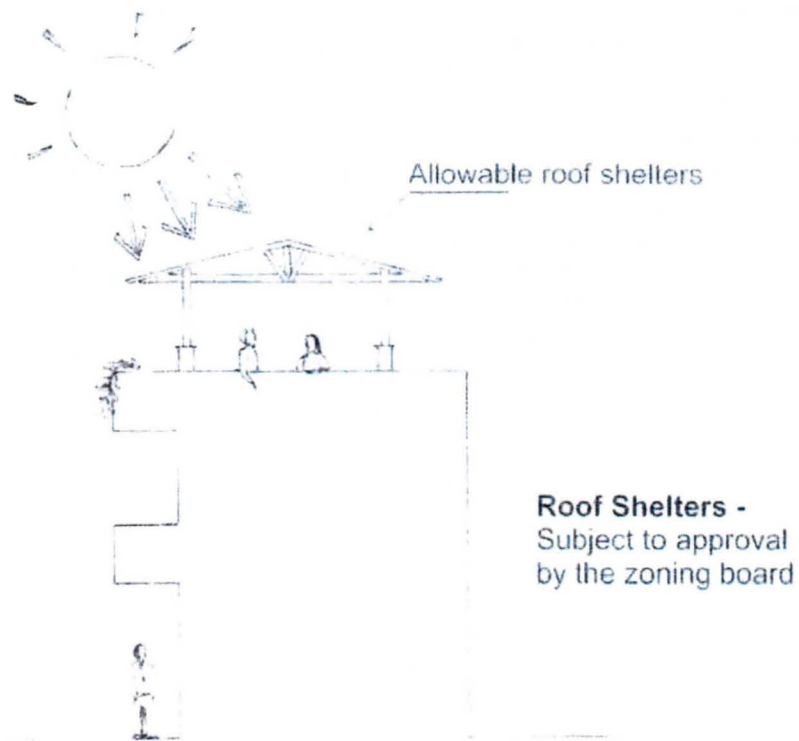 Allowable roof shelters
Roof Shelters -
Subject to approval
by the zoning board